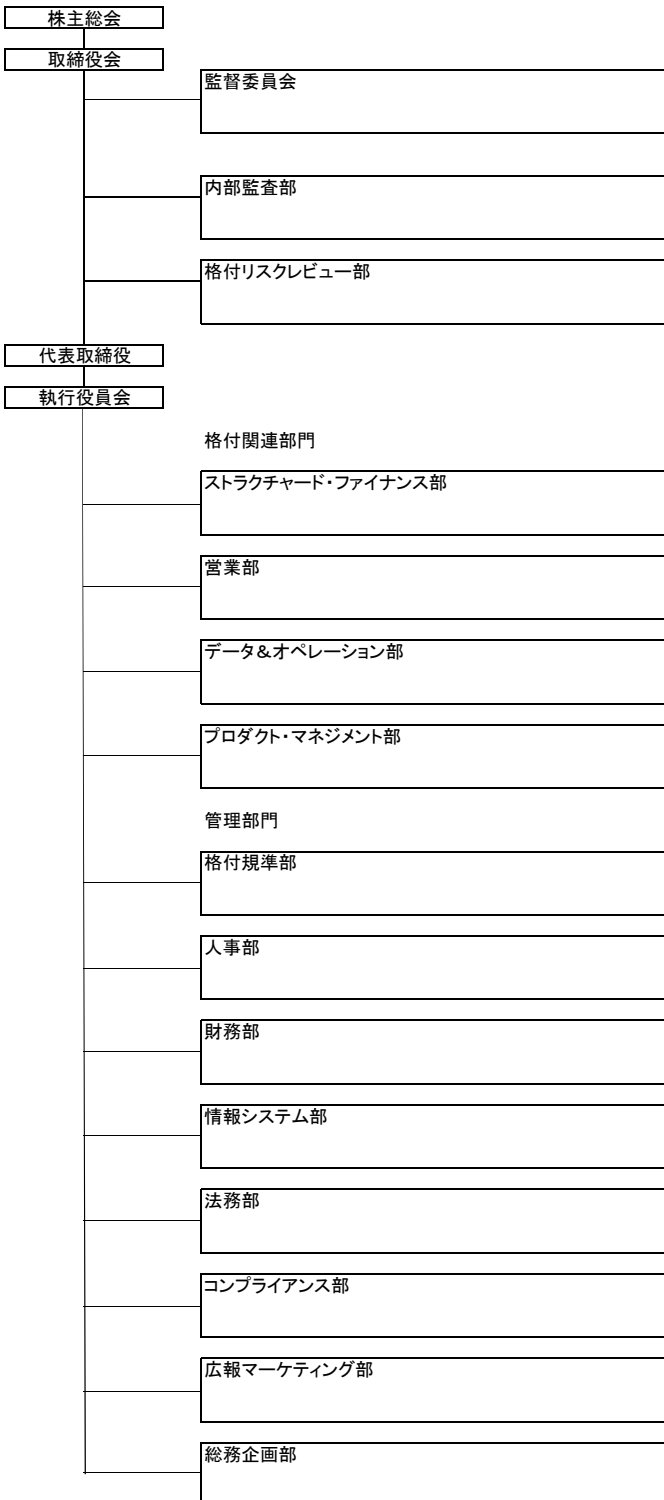 株主総会
取締役会
監督委員会
内部監査部
格付リスクレビュー部
代表取締役
執行役員会
格付関連部門
ストラクチャード・ファイナンス部
営業部
データ＆オペレーション部
プロダクト・マネジメント部
管理部門
格付規準部
人事部
財務部
情報システム部
法務部
コンプライアンス部
広報マーケティング部
総務企画部